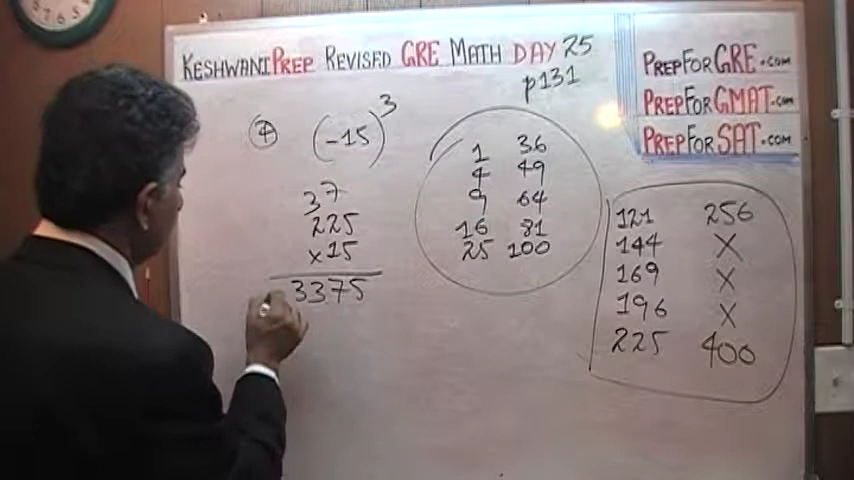 KESHWANIPREP REVISED GRE MATH DAY 25
p131
PREPFORGRE.com
PREPFORGMAT.com
PREPFORSAT.com
7 (-15)^3
37
225
x15
3375
1 36
4 49
9 64
16 81
25 100
121 256
144 X
169 X
196 X
225 400